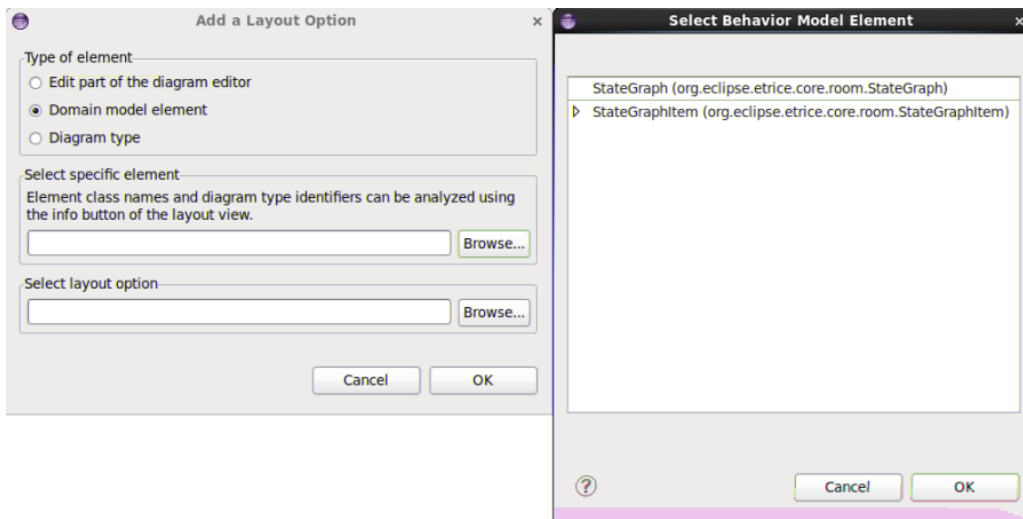 Add a Layout Option
Type of element
Edit part of the diagram editor
Domain model element
Diagram type
Select specific element
Element class names and diagram type identifiers can be analyzed using
the info button of the layout view.
Browse...
Select layout option
Browse...
Cancel
OK
Select Behavior Model Element
StateGraph (org.eclipse.etrice.core.room.StateGraph)
StateGraphItem (org.eclipse.etrice.core.room.StateGraphItem)
?
Cancel
OK